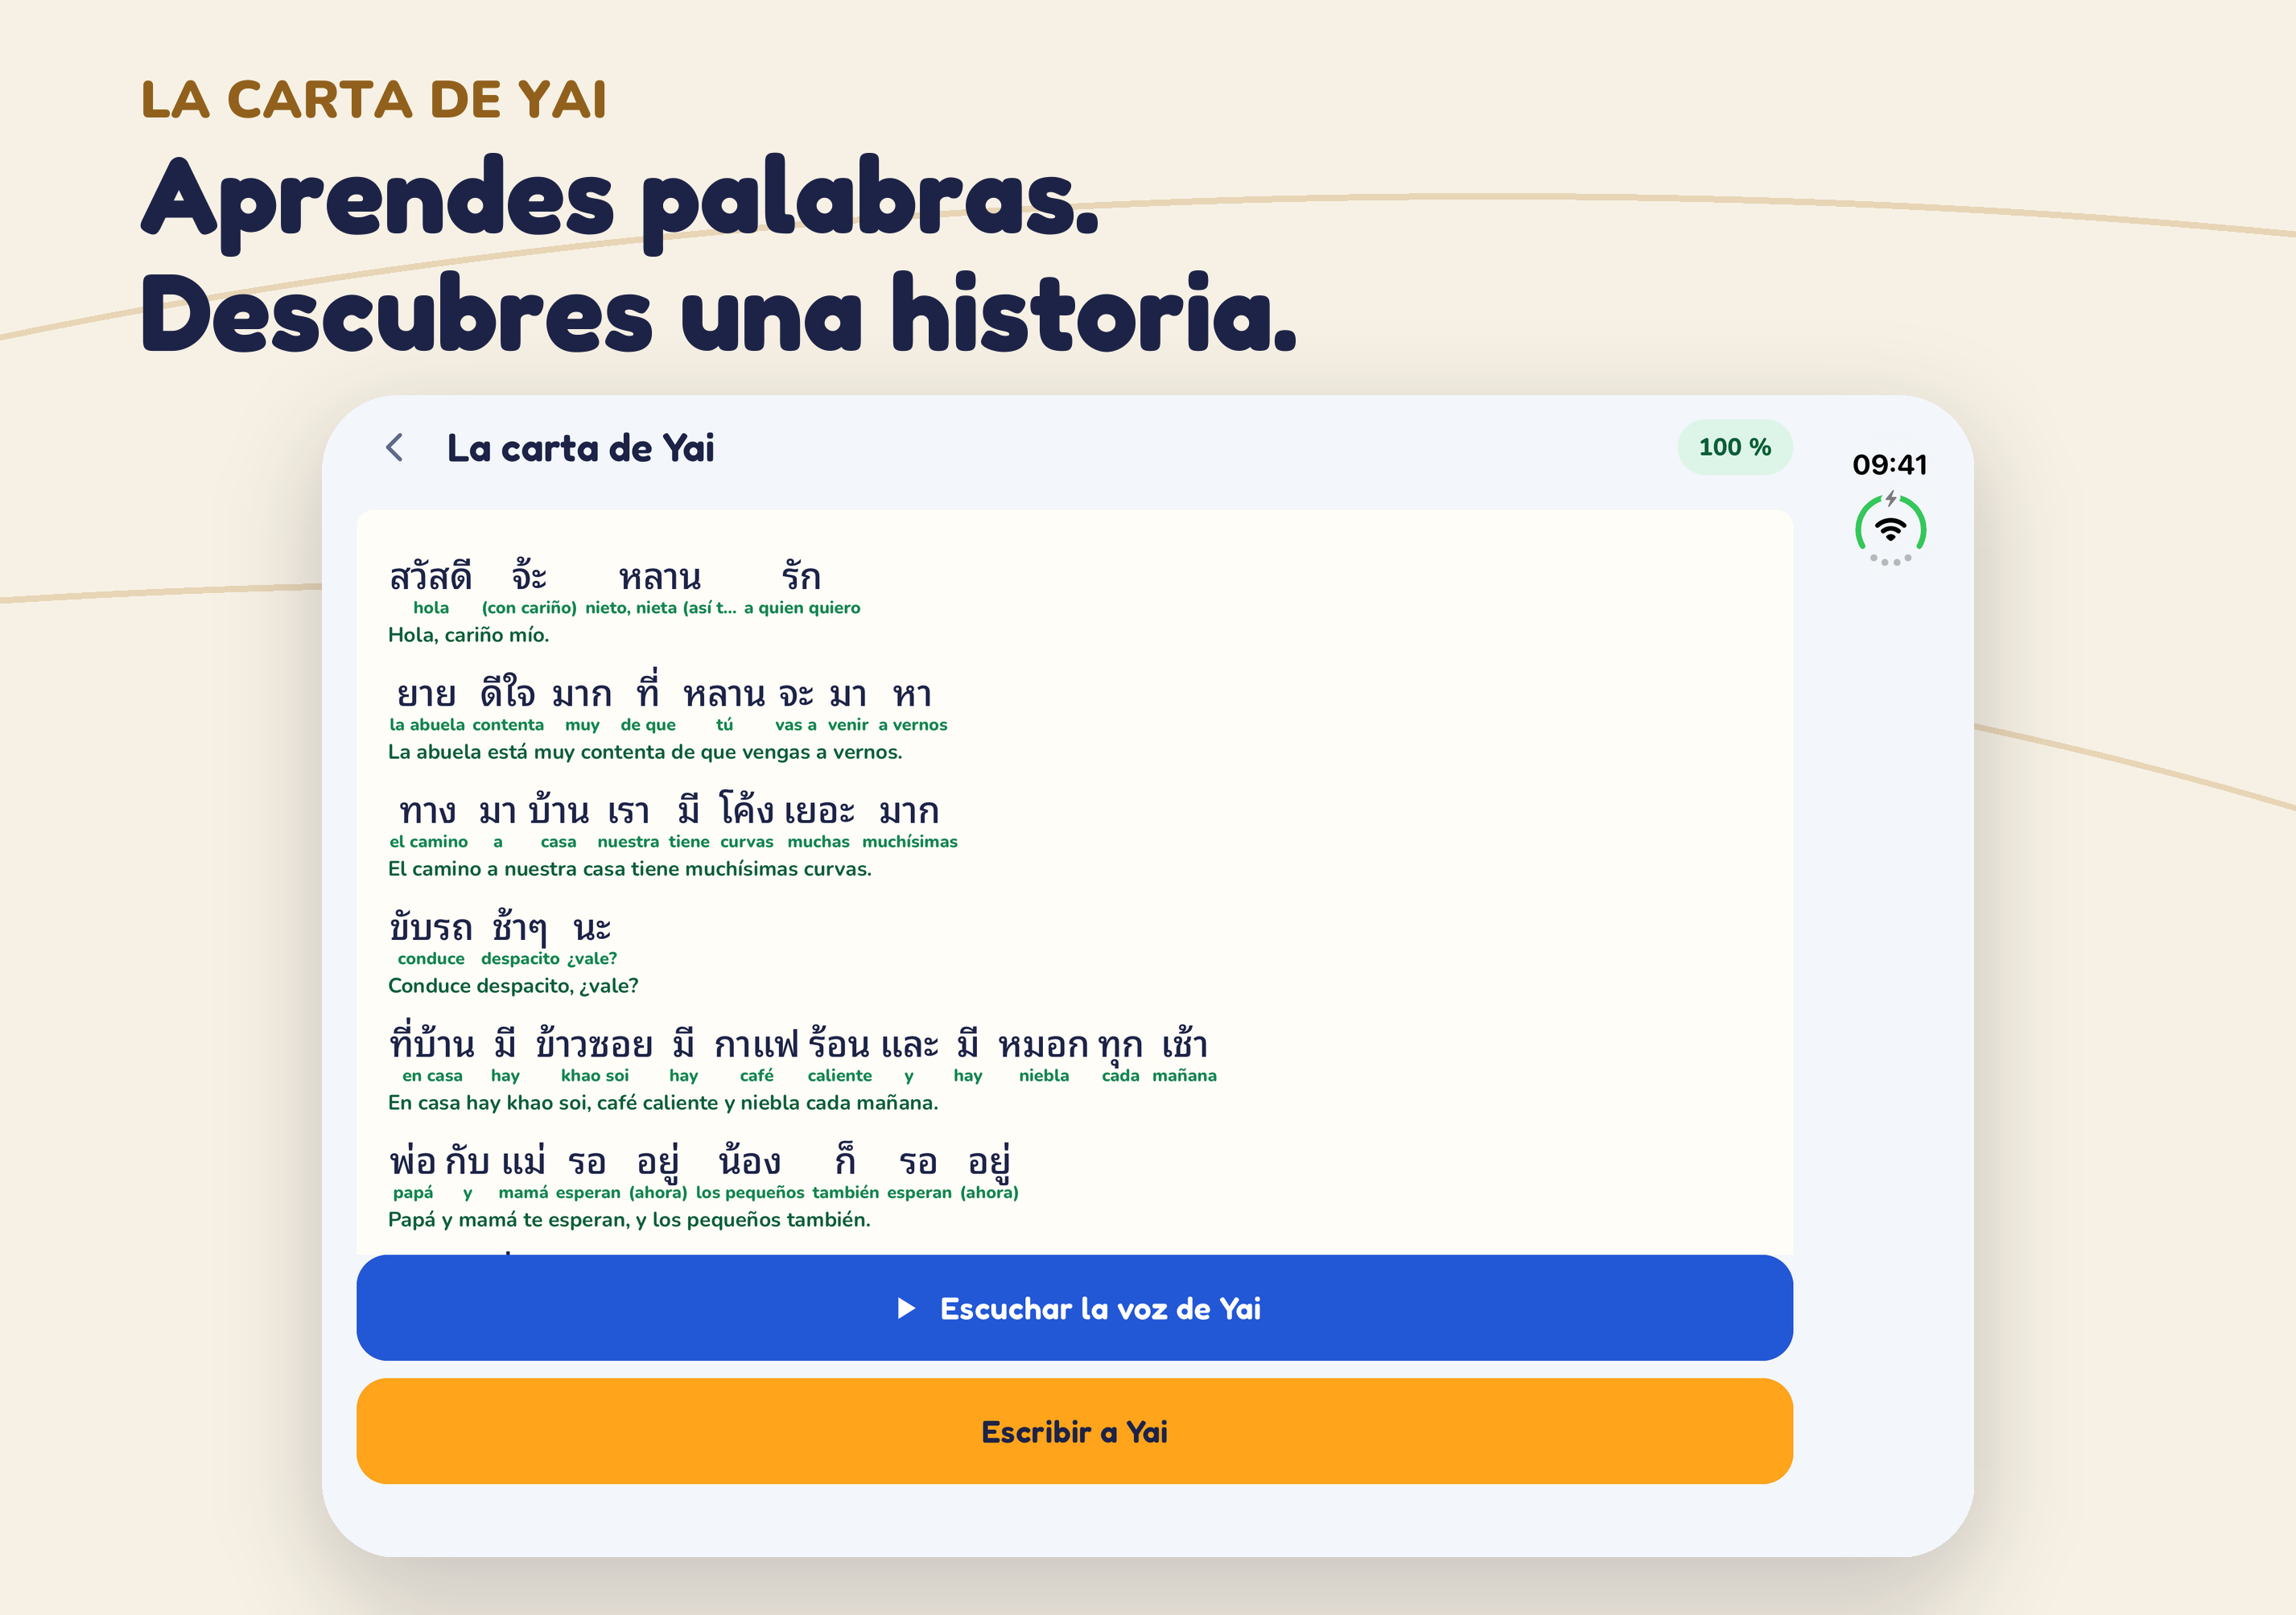 LA CARTA DE YAI
Aprendes palabras.
Descubres una historia.
La carta de Yai
100 %
09:41
สวัสดี จ้ะ หลาน รัก
hola (con cariño) nieto, nieta (así t... a quien quiero
Hola, cariño mío.
ยาย ดีใจ มาก ที่ หลาน จะ มา หา
la abuela contenta muy de que tú vas a venir a vernos
La abuela está muy contenta de que vengas a vernos.
ทาง มา บ้าน เรา มี โค้ง เยอะ มาก
el camino a casa nuestra tiene curvas muchas muchísimas
El camino a nuestra casa tiene muchísimas curvas.
ขับรถ ช้าๆ นะ
conduce despacito ¿vale?
Conduce despacito, ¿vale?
ที่บ้าน มี ข้าวซอย มี กาแฟ ร้อน และ มี หมอก ทุก เช้า
en casa hay khao soi hay café caliente y hay niebla cada mañana
En casa hay khao soi, café caliente y niebla cada mañana.
พ่อ กับ แม่ รอ อยู่ น้อง ก็ รอ อยู่
papá y mamá esperan (ahora) los pequeños también esperan (ahora)
Papá y mamá te esperan, y los pequeños también.
Escuchar la voz de Yai
Escribir a Yai